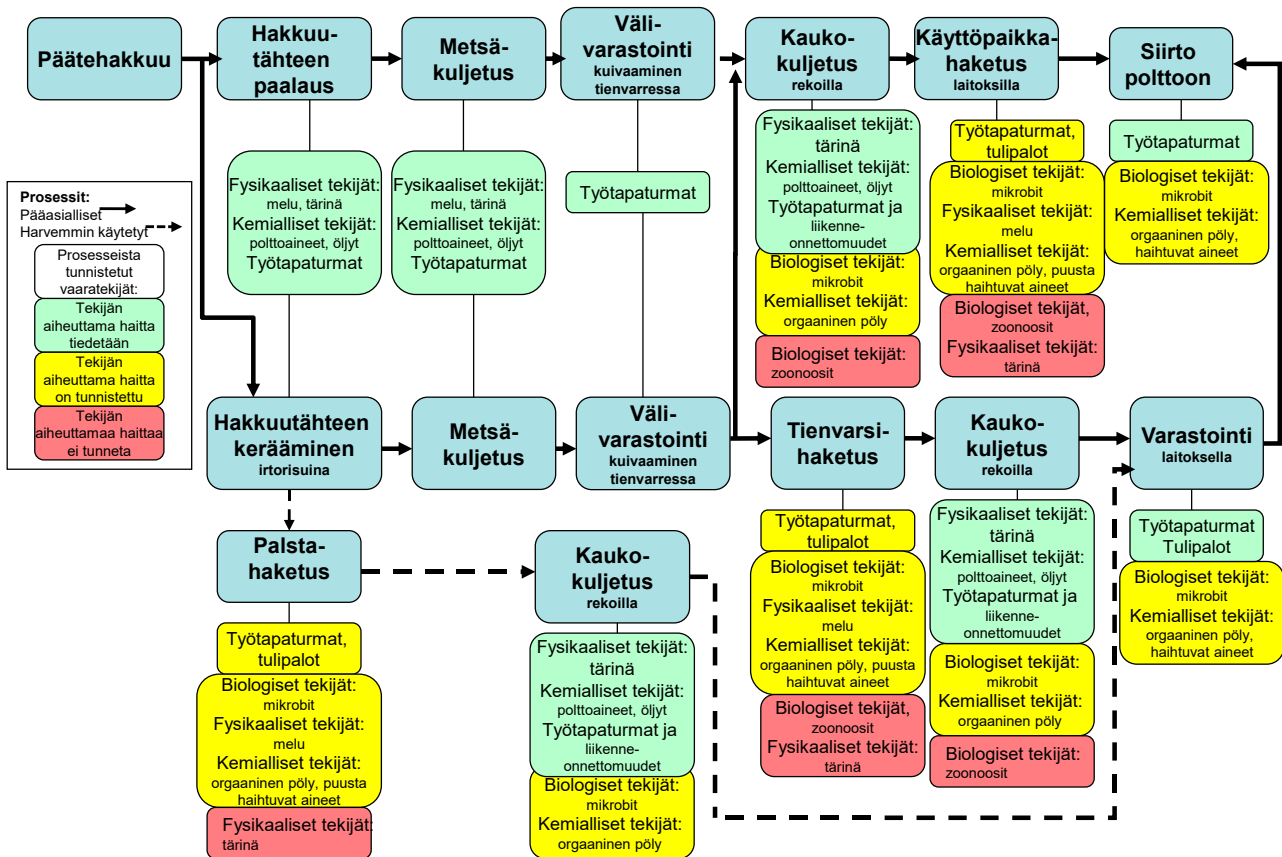 Päätehakkuu
Hakkuu-
tähteen
paalaus
Metsä-
kuljetus
Väli-
varastointi
kuivaaminen
tienvarressa
Kauko-
kuljetus
rekoilla
Käyttöpaikka-
haketus
laitoksilla
Siirto
polttoon
Fysikaaliset tekijät:
melu, tärinä
Kemialliset tekijät:
polttoaineet, öljyt
Työtapaturmat
Fysikaaliset tekijät:
melu, tärinä
Kemialliset tekijät:
polttoaineet, öljyt
Työtapaturmat
Työtapaturmat
Fysikaaliset tekijät:
tärinä
Kemialliset tekijät:
polttoaineet, öljyt
Työtapaturmat ja
liikenne-
onnettomuudet
Biologiset tekijät:
mikrobit
Kemialliset tekijät:
orgaaninen pöly
Biologiset tekijät:
zoonoosit
Työtapaturmat,
tulipalot
Biologiset tekijät:
mikrobit
Fysikaaliset tekijät:
melu
Kemialliset tekijät:
orgaaninen pöly, puusta
haihtuvat aineet
Biologiset tekijät,
zoonoosit
Fysikaaliset tekijät:
tärinä
Työtapaturmat
Biologiset tekijät:
mikrobit
Kemialliset tekijät:
orgaaninen pöly,
haihtuvat aineet
Prosessit:
Pääasialliset
Harvemmin käytetyt
Prosesseista
tunnistetut
vaaratekijät:
Tekijän
aiheuttama haitta
tiedetään
Tekijän
aiheuttama haitta
on tunnistettu
Tekijän
aiheuttamaa haittaa
ei tunneta
Hakkuutähteen
kerääminen
irtorisuina
Metsä-
kuljetus
Väli-
varastointi
kuivaaminen
tienvarressa
Tienvarsi-
haketus
Kauko-
kuljetus
rekoilla
Varastointi
laitoksella
Palsta-
haketus
Kauko-
kuljetus
rekoilla
Työtapaturmat,
tulipalot
Biologiset tekijät:
mikrobit
Fysikaaliset tekijät:
melu
Kemialliset tekijät:
orgaaninen pöly, puusta
haihtuvat aineet
Fysikaaliset tekijät:
tärinä
Fysikaaliset tekijät:
tärinä
Kemialliset tekijät:
polttoaineet, öljyt
Työtapaturmat ja
liikenne-
onnettomuudet
Biologiset tekijät:
mikrobit
Kemialliset tekijät:
orgaaninen pöly
Työtapaturmat,
tulipalot
Biologiset tekijät:
mikrobit
Fysikaaliset tekijät:
melu
Kemialliset tekijät:
orgaaninen pöly, puusta
haihtuvat aineet
Biologiset tekijät,
zoonoosit
Fysikaaliset tekijät:
tärinä
Fysikaaliset tekijät:
tärinä
Kemialliset tekijät:
polttoaineet, öljyt
Työtapaturmat ja
liikenne-
onnettomuudet
Biologiset tekijät:
mikrobit
Kemialliset tekijät:
orgaaninen pöly
Biologiset tekijät:
zoonoosit
Työtapaturmat
Tulipalot
Biologiset tekijät:
mikrobit
Kemialliset tekijät:
orgaaninen pöly,
haihtuvat aineet